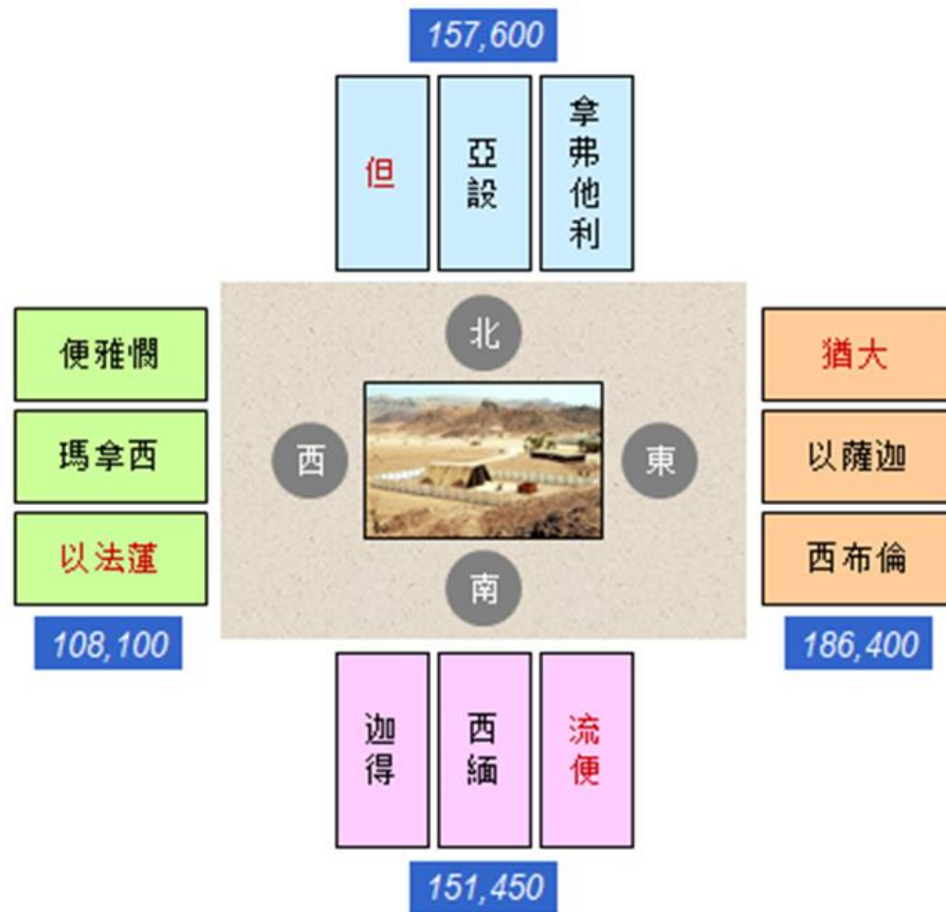 157,600
但
亞設
拿弗他利
北
便雅憫
猶大
西
東
瑪拿西
以薩迦
以法蓮
西布倫
南
108,100
186,400
迦得
西緬
流便
151,450